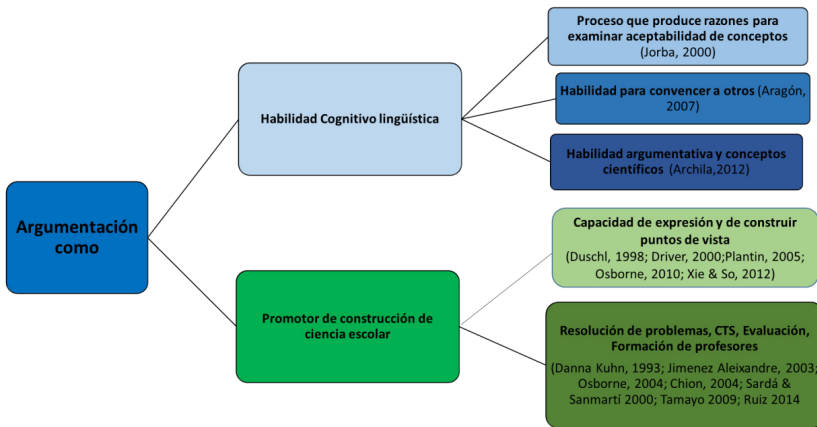 Argumentación
como
Habilidad Cognitivo lingüística
Proceso que produce razones para
examinar aceptabilidad de conceptos
(Jorba, 2000)
Habilidad para convencer a otros (Aragón,
2007)
Habilidad argumentativa y conceptos
científicos (Archila,2012)
Promotor de construcción de
ciencia escolar
Capacidad de expresión y de construir
puntos de vista
(Duschl, 1998; Driver, 2000;Plantin, 2005;
Osborne, 2010; Xie & So, 2012)
Resolución de problemas, CTS, Evaluación,
Formación de profesores
(Danna Kuhn, 1993; Jimenez Aleixandre, 2003;
Osborne, 2004; Chion, 2004; Sardá &
Sanmartí 2000; Tamayo 2009; Ruiz 2014